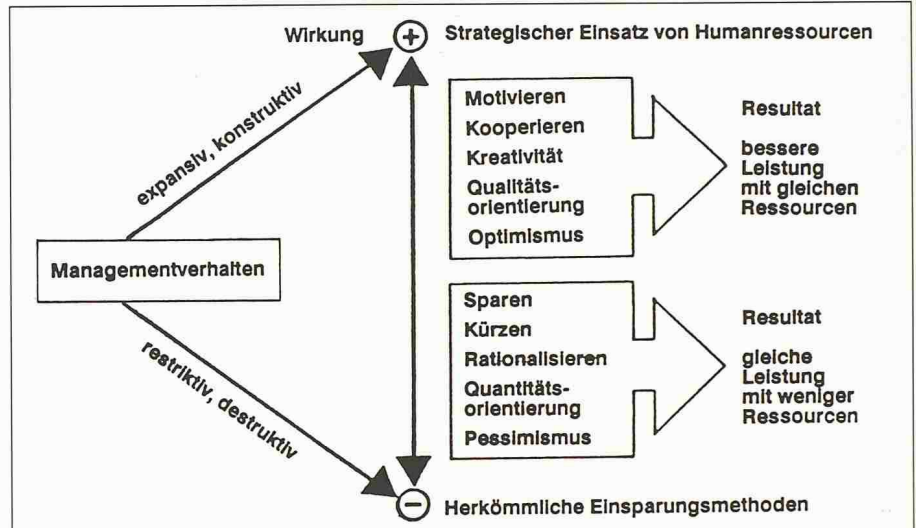 Wirkung
+
Strategischer Einsatz von Humanressourcen
expansiv, konstruktiv
Motivieren
Kooperieren
Kreativität
Qualitäts-
orientierung
Optimismus
Resultat
bessere
Leistung
mit gleichen
Ressourcen
Managementverhalten
restriktiv, destruktiv
Sparen
Kürzen
Rationalisieren
Quantitäts-
orientierung
Pessimismus
Resultat
gleiche
Leistung
mit weniger
Ressourcen
−
Herkömmliche Einsparungsmethoden